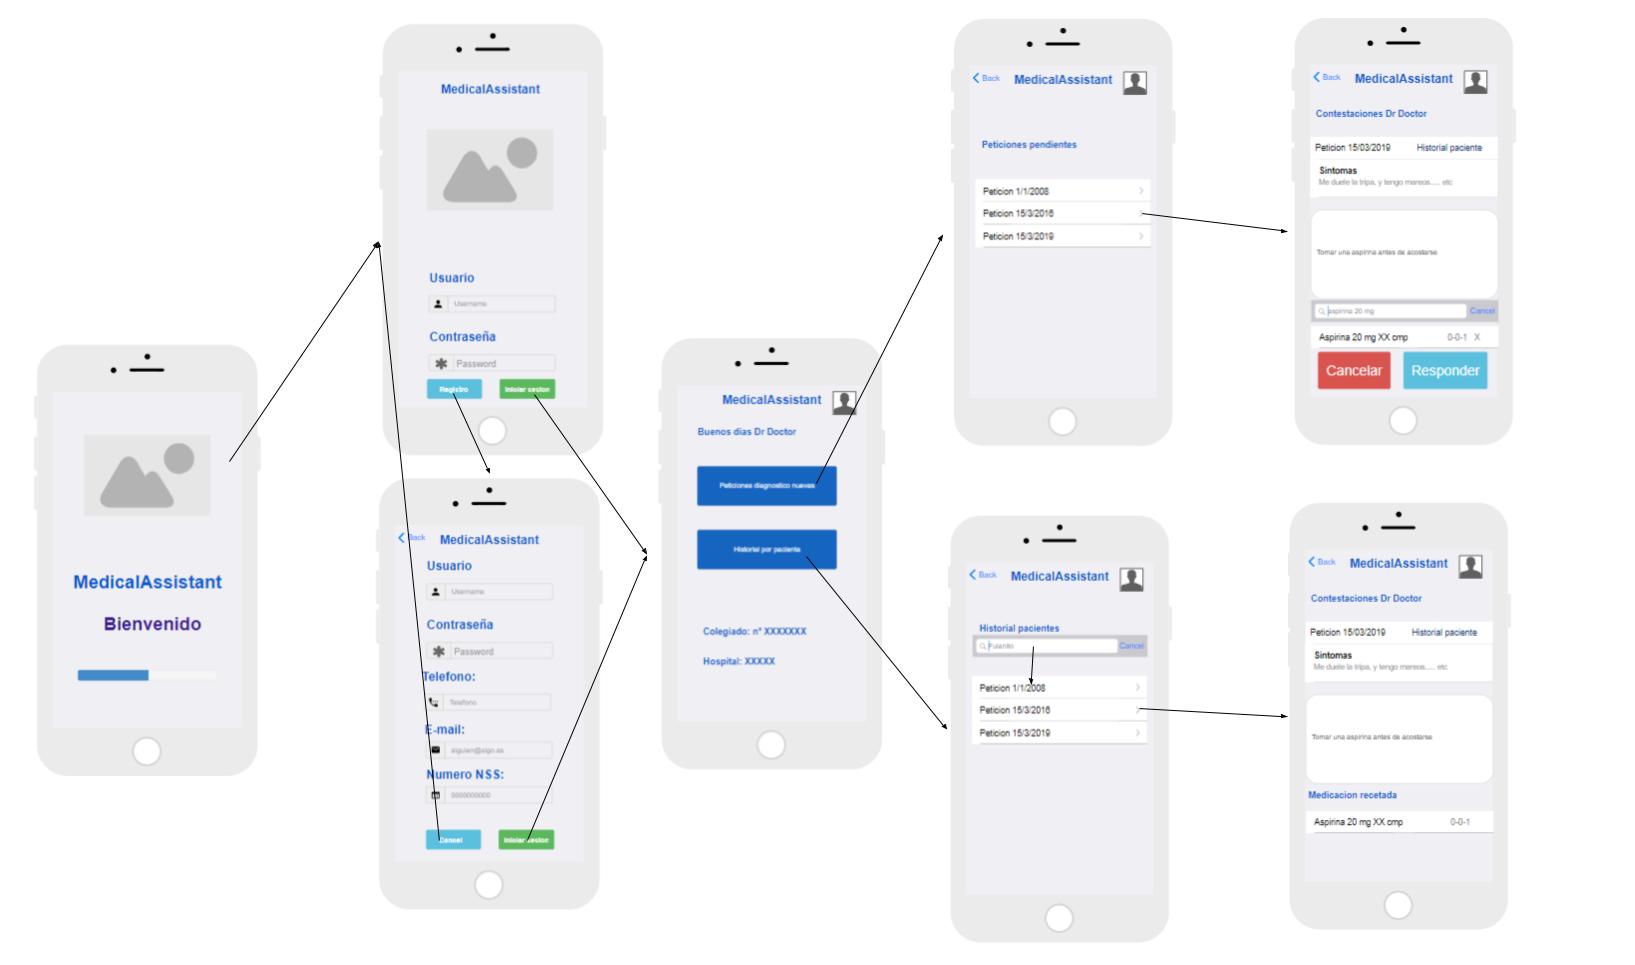 MedicalAssistant
Bienvenido
MedicalAssistant
Usuario
Username
Contraseña
Password
Registro
Iniciar sesion
Back
MedicalAssistant
Usuario
Username
Contraseña
Password
Telefono:
Telefono
E-mail:
alguien@algo.es
Numero NSS:
0000000000
Cancel
Iniciar sesion
MedicalAssistant
Buenos dias Dr Doctor
Peticiones diagnostico nuevas
Historial por paciente
Colegiado: nº XXXXXXX
Hospital: XXXXX
Back
MedicalAssistant
Peticiones pendientes
Peticion 1/1/2008
Peticion 15/3/2016
Peticion 15/3/2019
Back
MedicalAssistant
Contestaciones Dr Doctor
Peticion 15/03/2019
Historial paciente
Sintomas
Me duele la tripa, y tengo mareos..... etc
Tomar una aspirina antes de acostarse
aspirina 20 mg
Cancel
Aspirina 20 mg XX cmp
0-0-1 X
Cancelar
Responder
Back
MedicalAssistant
Historial pacientes
Fulanito
Cancel
Peticion 1/1/2008
Peticion 15/3/2016
Peticion 15/3/2019
Back
MedicalAssistant
Contestaciones Dr Doctor
Peticion 15/03/2019
Historial paciente
Sintomas
Me duele la tripa, y tengo mareos..... etc
Tomar una aspirina antes de acostarse
Medicacion recetada
Aspirina 20 mg XX cmp
0-0-1